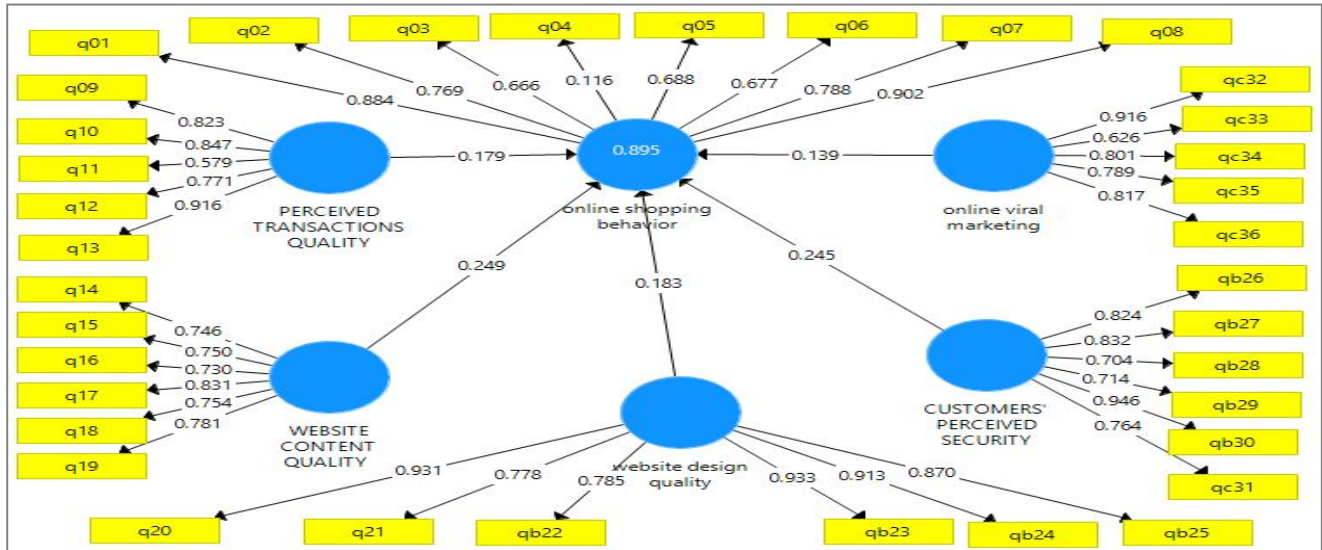 q01
q02
q03
q04
q05
q06
q07
q08
0.884
0.769
0.666
0.116
0.688
0.677
0.788
0.902
q09
q10
q11
q12
q13
0.823
0.847
0.579
0.771
0.916
PERCEIVED
TRANSACTIONS
QUALITY
0.179
0.895
online shopping
behavior
0.139
online viral
marketing
0.916
0.626
0.801
0.789
0.817
qc32
qc33
qc34
qc35
qc36
q14
q15
q16
q17
q18
q19
0.746
0.750
0.730
0.831
0.754
0.781
WEBSITE
CONTENT
QUALITY
0.249
0.183
0.245
CUSTOMERS'
PERCEIVED
SECURITY
0.824
0.832
0.704
0.714
0.946
0.764
qb26
qb27
qb28
qb29
qb30
qc31
website design
quality
0.931
0.778
0.785
0.933
0.913
0.870
q20
q21
qb22
qb23
qb24
qb25